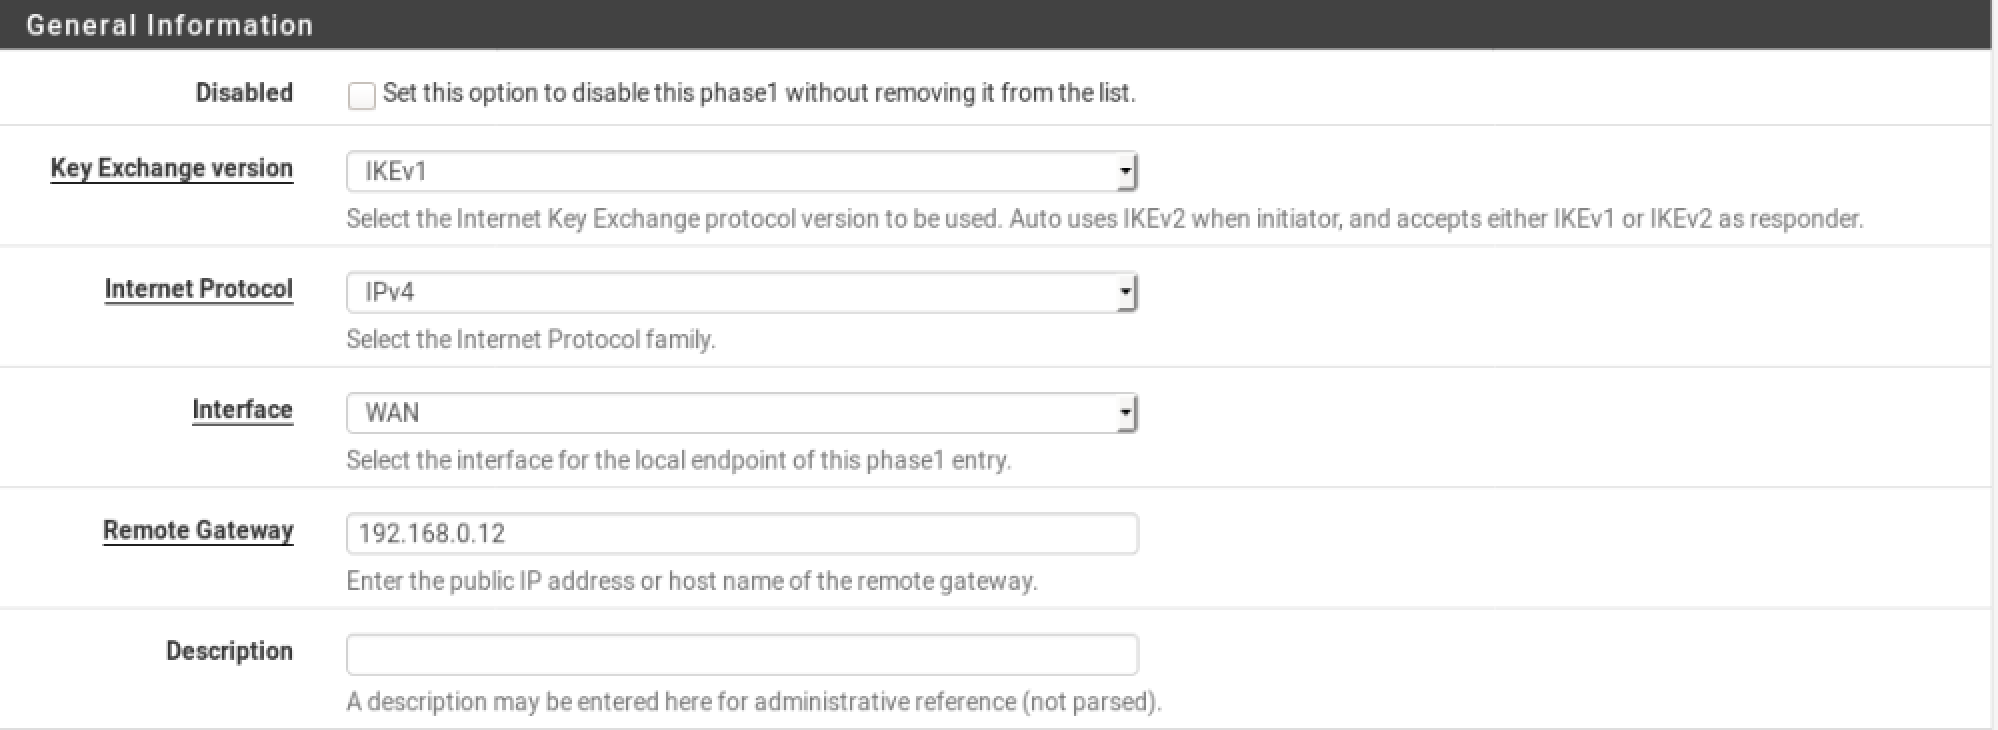 General Information
Disabled
Set this option to disable this phase1 without removing it from the list.
Key Exchange version
IKEv1
Select the Internet Key Exchange protocol version to be used. Auto uses IKEv2 when initiator, and accepts either IKEv1 or IKEv2 as responder.
Internet Protocol
IPv4
Select the Internet Protocol family.
Interface
WAN
Select the interface for the local endpoint of this phase1 entry.
Remote Gateway
192.168.0.12
Enter the public IP address or host name of the remote gateway.
Description
A description may be entered here for administrative reference (not parsed).